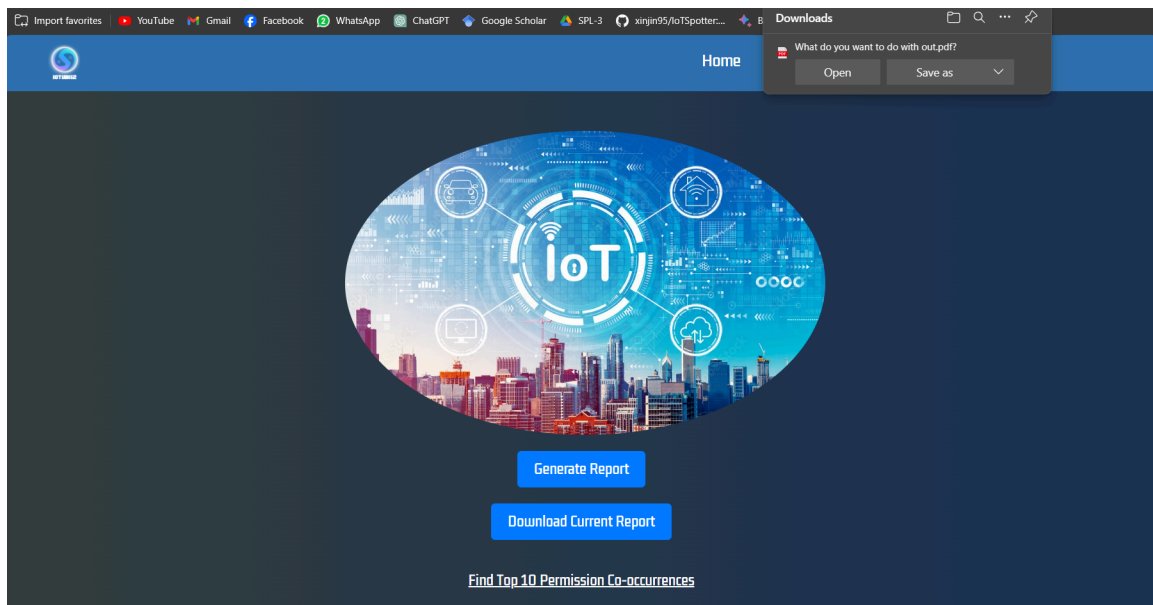 Import favorites YouTube Gmail Facebook WhatsApp ChatGPT Google Scholar SPL-3 xinjin95/IoTSpotter:... B
Downloads
What do you want to do with out.pdf?
Open Save as
Home
IoT
Generate Report
Download Current Report
Find Top 10 Permission Co-occurrences